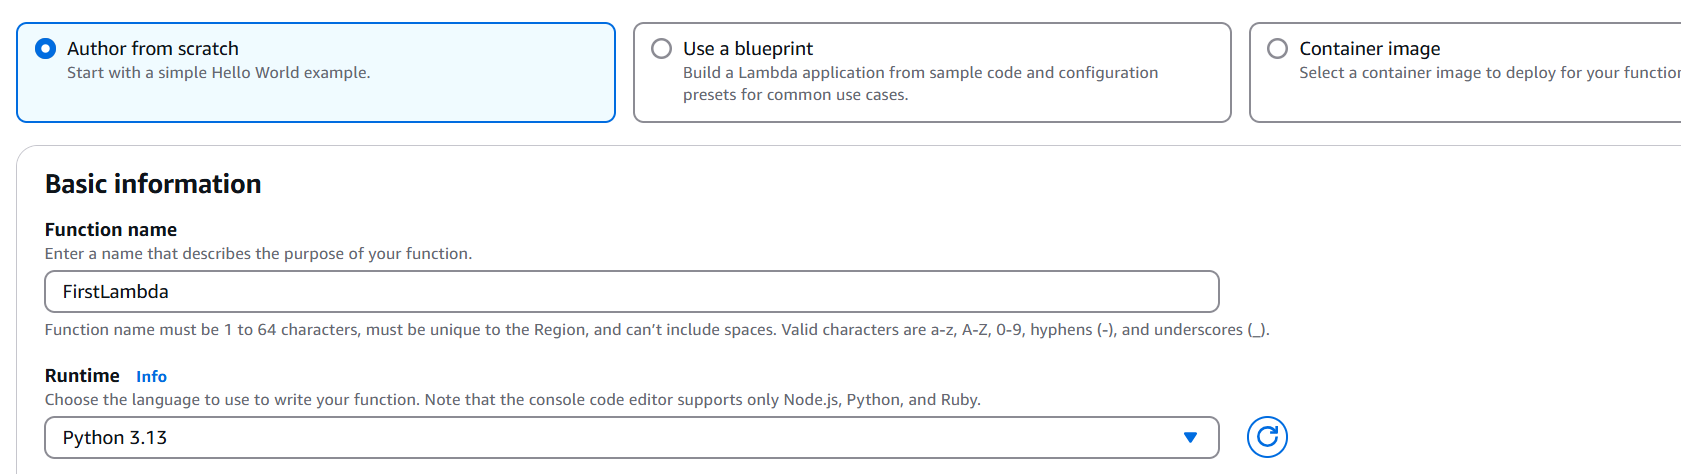 Author from scratch
Start with a simple Hello World example.
Use a blueprint
Build a Lambda application from sample code and configuration
presets for common use cases.
Container image
Select a container image to deploy for your
Basic information
Function name
Enter a name that describes the purpose of your function.
FirstLambda
Function name must be 1 to 64 characters, must be unique to the Region, and can’t include spaces. Valid characters are a-z, A-Z, 0-9, hyphens (-), and underscores (_).
Runtime Info
Choose the language to use to write your function. Note that the console code editor supports only Node.js, Python, and Ruby.
Python 3.13